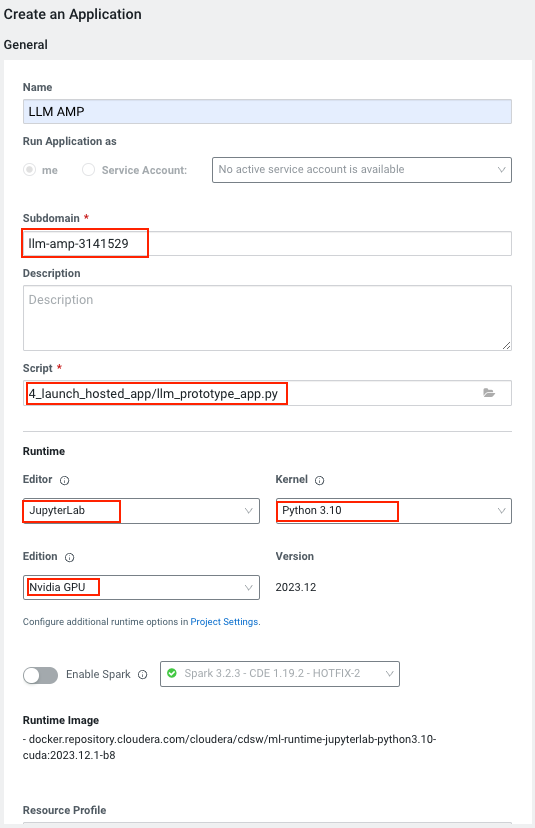 Create an Application
General
Name
LLM AMP
Run Application as
me
Service Account:
No active service account is available
Subdomain *
llm-amp-3141529
Description
Description
Script *
4_launch_hosted_app/llm_prototype_app.py
Runtime
Editor
Kernel
JupyterLab
Python 3.10
Edition
Version
Nvidia GPU
2023.12
Configure additional runtime options in Project Settings.
Enable Spark
Spark 3.2.3 - CDE 1.19.2 - HOTFIX-2
Runtime Image
- docker.repository.cloudera.com/cloudera/cdsw/ml-runtime-jupyterlab-python3.10-
cuda:2023.12.1-b8
Resource Profile